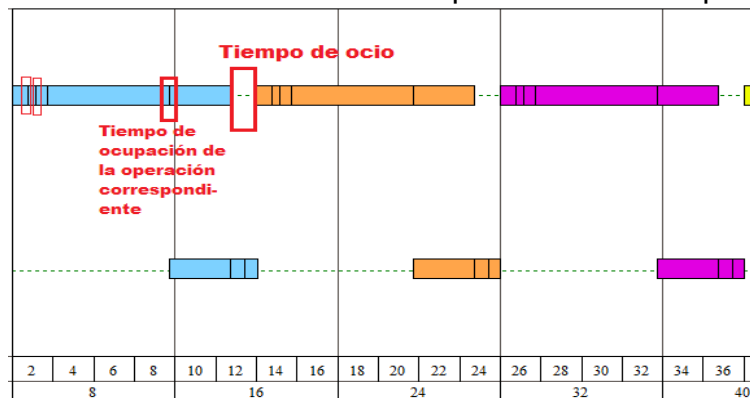 Tiempo de ocio
Tiempo de
ocupación de
la operación
correspondi-
ente
2 4 6 8 10 12 14 16 18 20 22 24 26 28 30 32 34 36
8 16 24 32 40